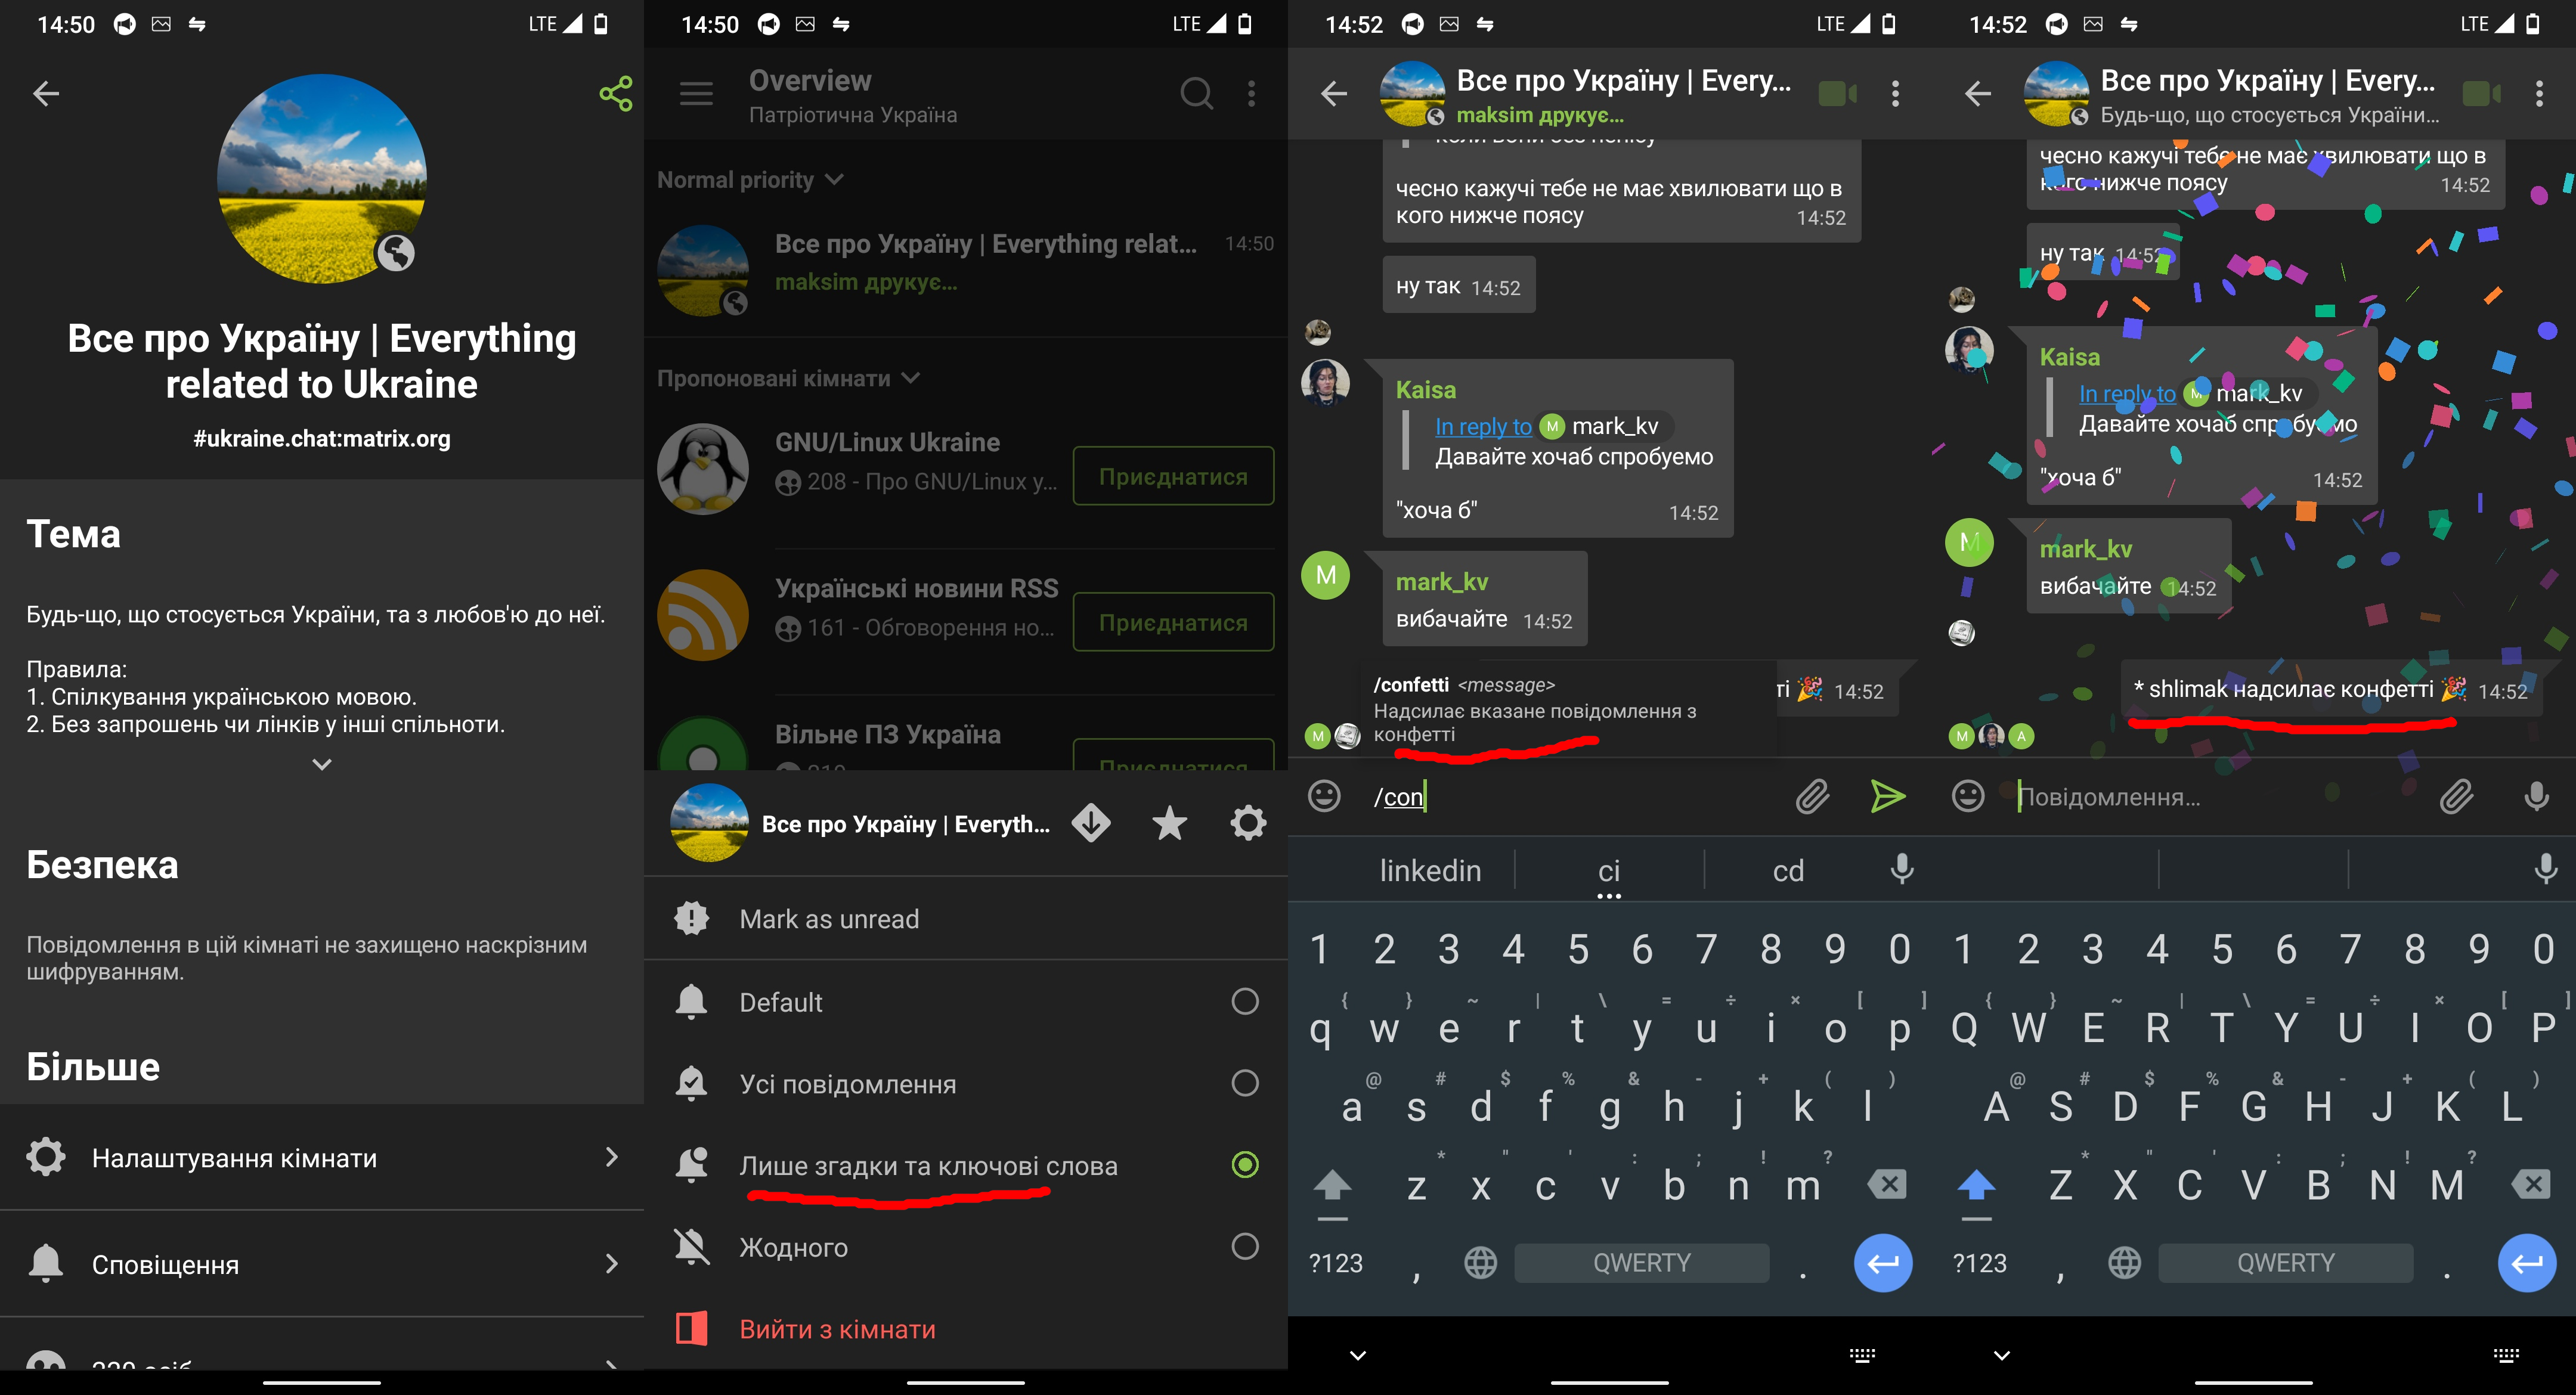 14:50
LTE
Все про Україну | Everything
related to Ukraine
#ukraine.chat:matrix.org
Тема
Будь-що, що стосується України, та з любов'ю до неї.
Правила:
1. Спілкування українською мовою.
2. Без запрошень чи лінків у інші спільноти.
Безпека
Повідомлення в цій кімнаті не захищено наскрізним
шифруванням.
Більше
Налаштування кімнати
Сповіщення
14:50
LTE
Overview
Патріотична Україна
Normal priority
Все про Україну | Everything relat... 14:50
maksim друкує...
Пропоновані кімнати
GNU/Linux Ukraine
208 - Про GNU/Linux у...
Приєднатися
Українські новини RSS
161 - Обговорення но...
Приєднатися
Вільне ПЗ Україна
Приєднатися
Все про Україну | Everyth...
Mark as unread
Default
Усі повідомлення
Лише згадки та ключові слова
Жодного
Вийти з кімнати
14:52
LTE
Все про Україну | Every...
maksim друкує...
чесно кажучі тебе не має хвилювати що в
кого нижче поясу 14:52
ну так 14:52
Kaisa
In reply to M mark_kv
Давайте хочаб спробуемо
"хоча б" 14:52
M
mark_kv
вибачайте 14:52
/confetti <message>
Надсилає вказане повідомлення з
конфетті
ті 🎉 14:52
M
/con
linkedin ci cd
1 2 3 4 5 6 7 8 9 0
{ } ~ | \ = ÷ × [ ]
q w e r t y u i o p
@ # $ % & - + ( )
a s d f g h j k l
* " ' : ; ! ?
z x c v b n m
?123 , QWERTY .
14:52
LTE
Все про Україну | Every...
Будь-що, що стосується України...
чесно кажучі тебе не має хвилювати що в
кого нижче поясу 14:52
ну так 14:52
Kaisa
In reply to M mark_kv
Давайте хочаб спробуемо
"хоча б" 14:52
M
mark_kv
вибачайте 14:52
* shlimak надсилає конфетті 🎉 14:52
M A
Повідомлення...
1 2 3 4 5 6 7 8 9 0
{ } ~ | \ = ÷ × [ ]
Q W E R T Y U I O P
@ # $ % & - + ( )
A S D F G H J K L
* " ' : ; ! ?
Z X C V B N M
?123 , QWERTY .